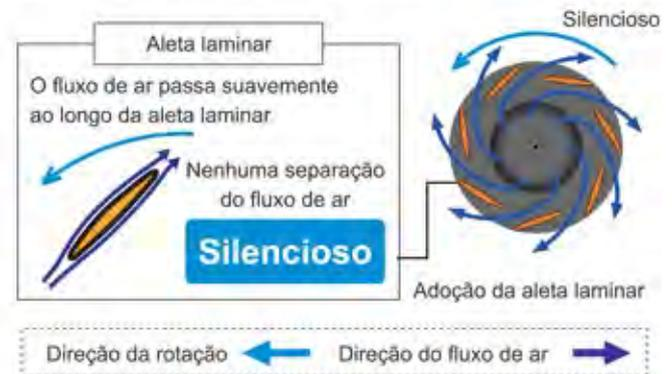 Silencioso
Aleta laminar
O fluxo de ar passa suavemente
ao longo da aleta laminar
Nenhuma separação
do fluxo de ar
Silencioso
Adoção da aleta laminar
Direção da rotação
Direção do fluxo de ar